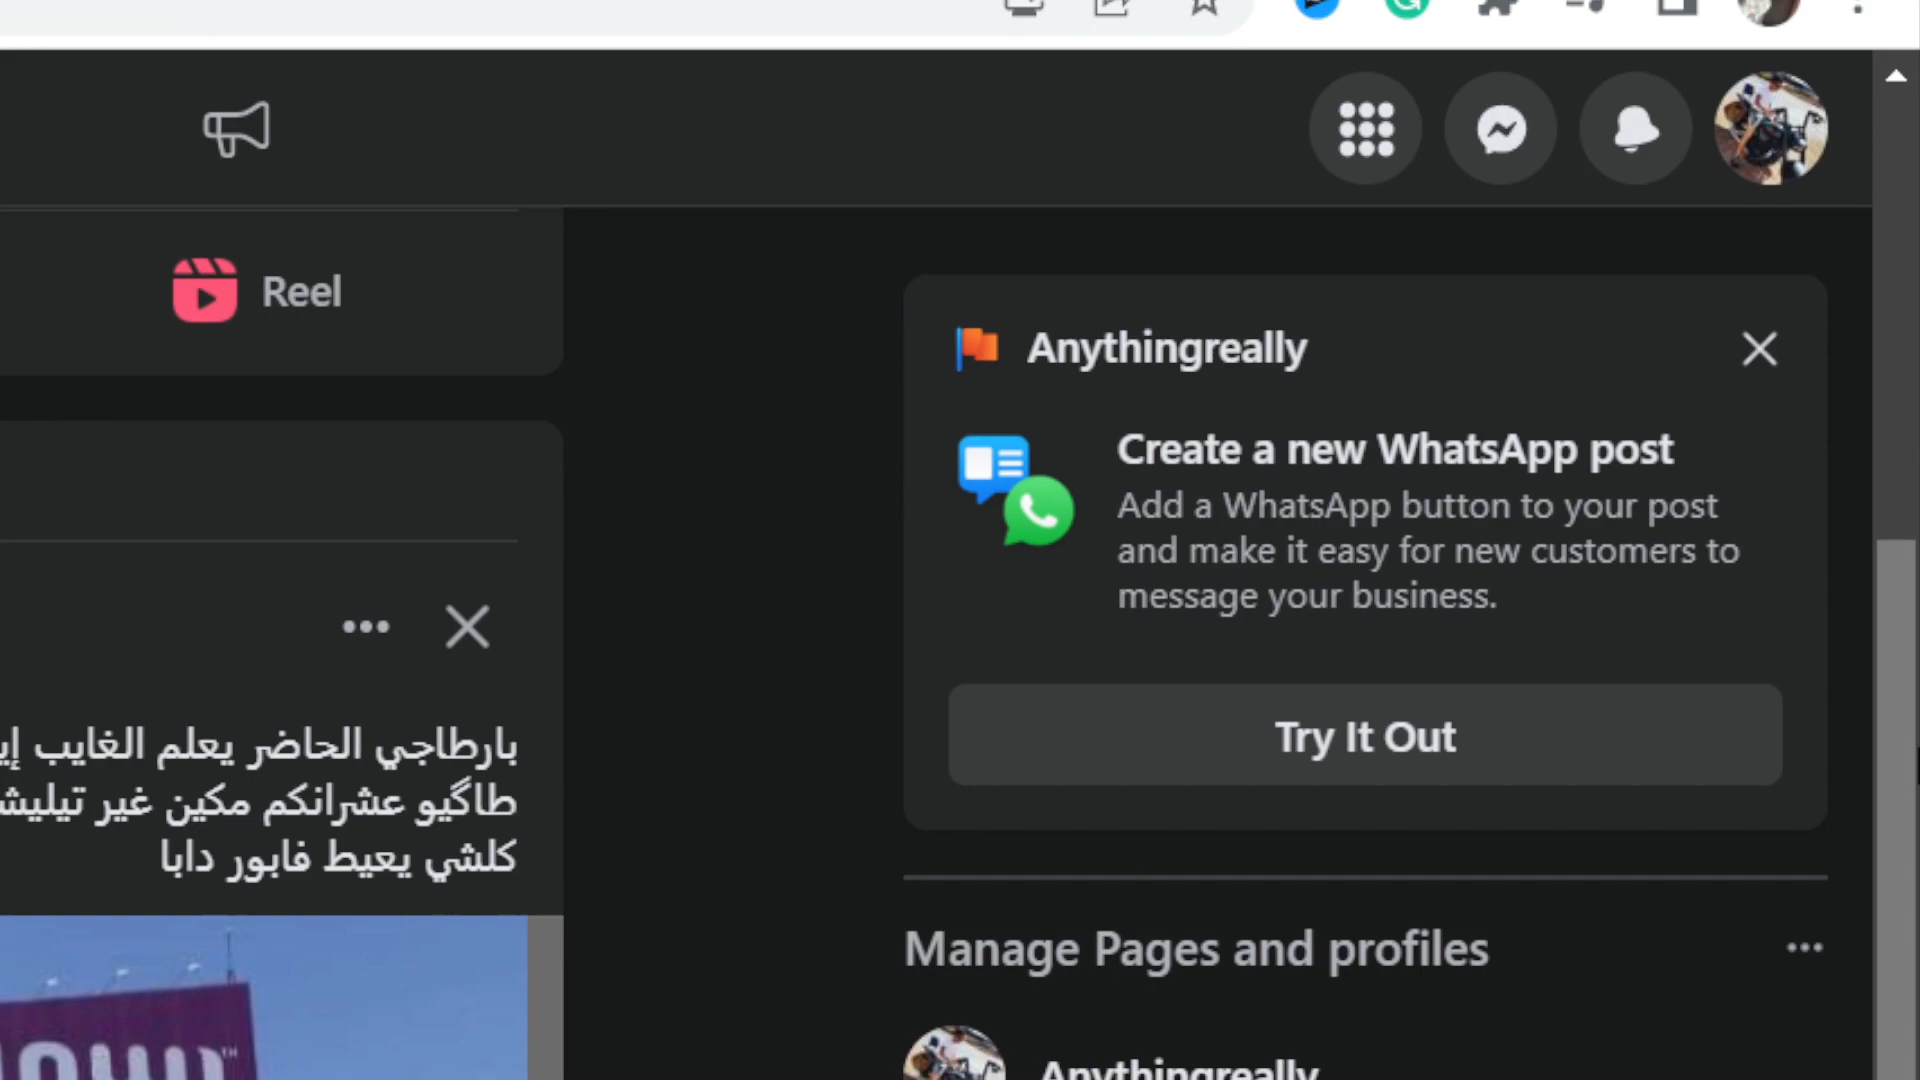 Reel
بارطاجي الحاضر يعلم الغايب
طاگيو عشرانكم مكين غير
كلشي يعيط فابور دابا
Anythingreally
Create a new WhatsApp post
Add a WhatsApp button to your post
and make it easy for new customers to
message your business.
Try It Out
Manage Pages and profiles
Anythingreally